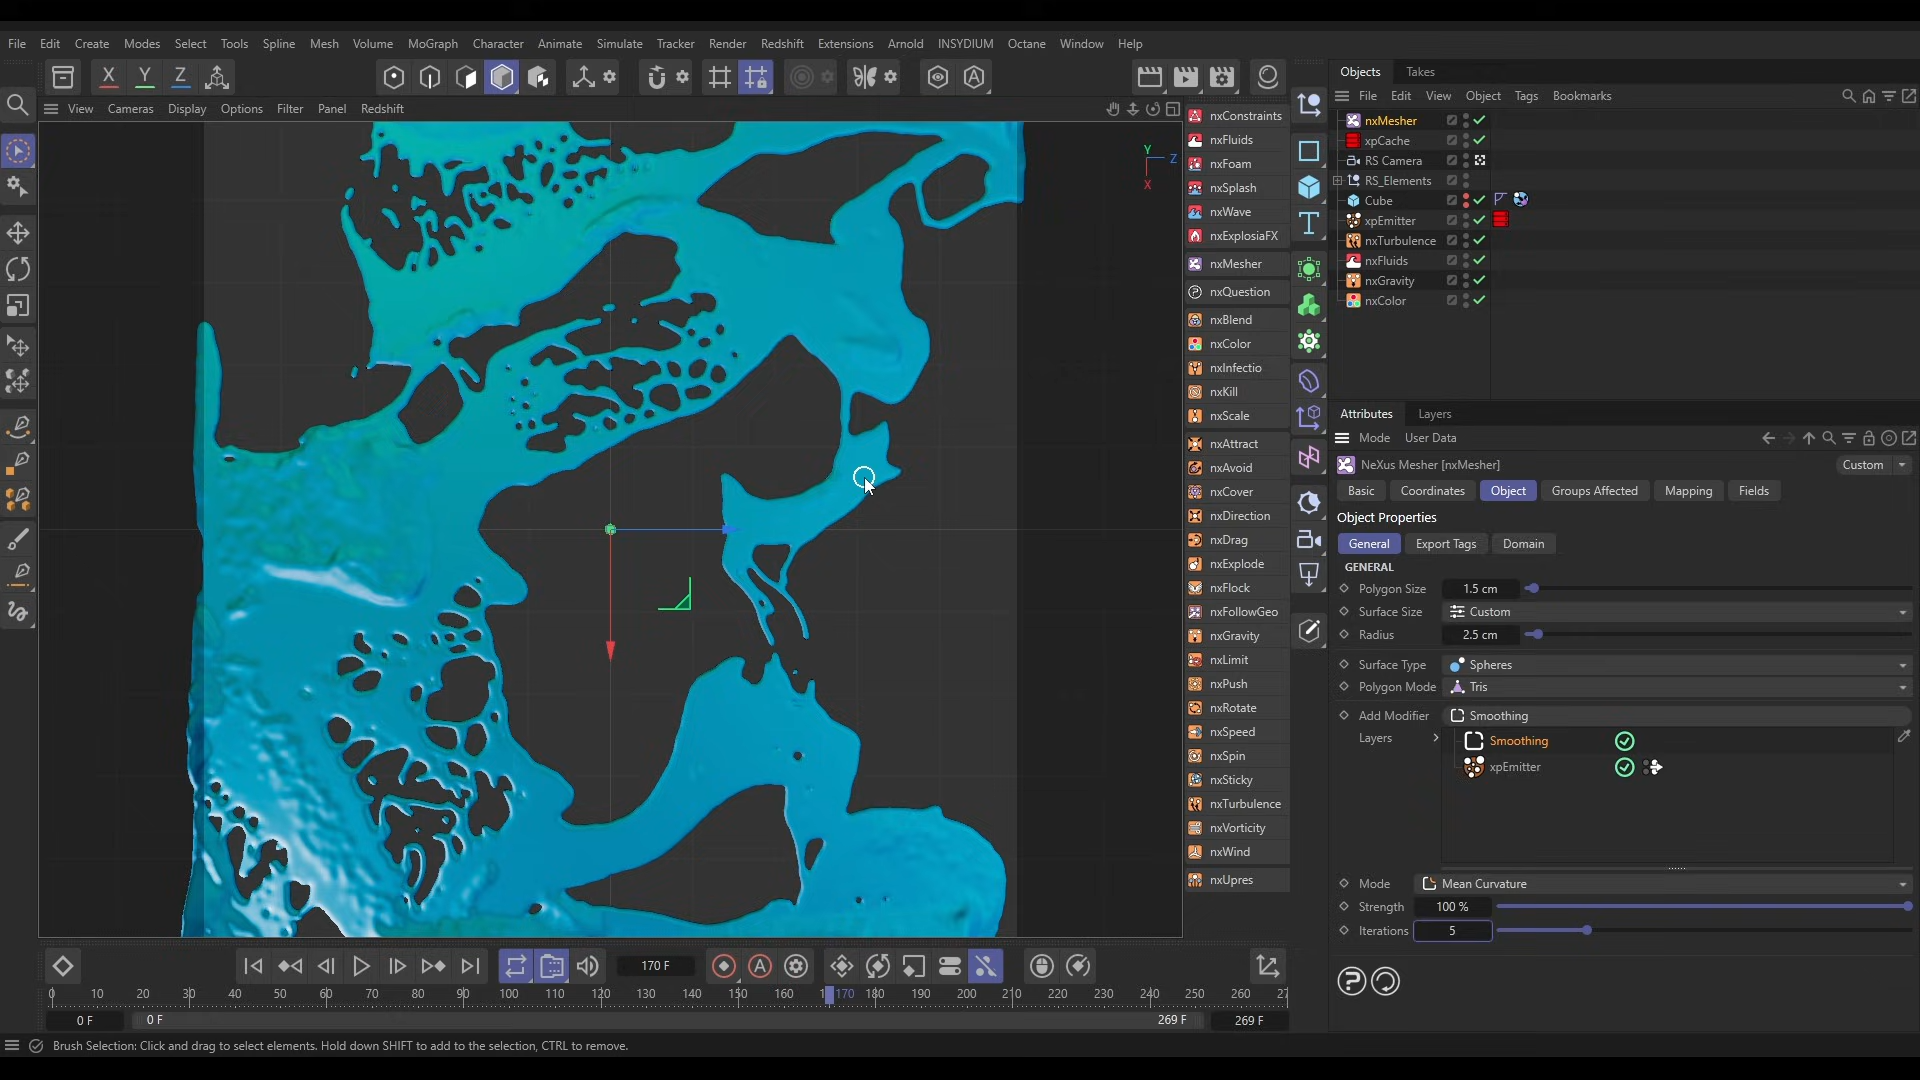 File Edit Create Modes Select Tools Spline Mesh Volume MoGraph Character Animate Simulate Tracker Render Redshift Extensions Arnold INSYDIUM Octane Window Help
X Y Z
View Cameras Display Options Filter Panel Redshift
Y
Z
X
nxConstraints
nxFluids
nxFoam
nxSplash
nxWave
nxExplosiaFX
nxMesher
nxQuestion
nxBlend
nxColor
nxInfectio
nxKill
nxScale
nxAttract
nxAvoid
nxCover
nxDirection
nxDrag
nxExplode
nxFlock
nxFollowGeo
nxGravity
nxLimit
nxPush
nxRotate
nxSpeed
nxSpin
nxSticky
nxTurbulence
nxVorticity
nxWind
nxUpres
Objects Takes
File Edit View Object Tags Bookmarks
nxMesher
xpCache
RS Camera
RS_Elements
Cube
xpEmitter
nxTurbulence
nxFluids
nxGravity
nxColor
Attributes Layers
Mode User Data
NeXus Mesher [nxMesher] Custom
Basic Coordinates Object Groups Affected Mapping Fields
Object Properties
General Export Tags Domain
GENERAL
Polygon Size 1.5 cm
Surface Size Custom
Radius 2.5 cm
Surface Type Spheres
Polygon Mode Tris
Add Modifier Smoothing
Layers Smoothing
xpEmitter
Mode Mean Curvature
Strength 100 %
Iterations 5
170 F
0 10 20 30 40 50 60 70 80 90 100 110 120 130 140 150 160 170 180 190 200 210 220 230 240 250 260
0 F 0 F 269 F 269 F
Brush Selection: Click and drag to select elements. Hold down SHIFT to add to the selection, CTRL to remove.